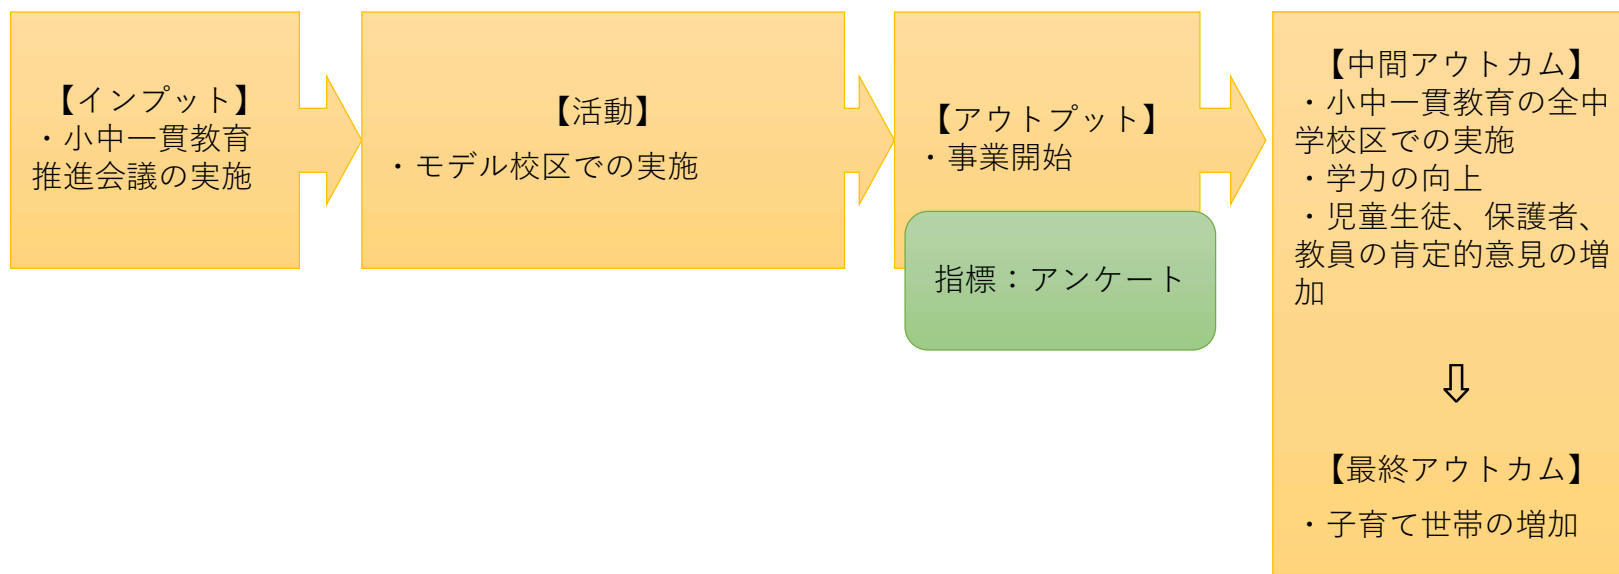 【インプット】
・小中一貫教育
推進会議の実施
【活動】
・モデル校区での実施
【アウトプット】
・事業開始
指標：アンケート
【中間アウトカム】
・小中一貫教育の全中
学校区での実施
・学力の向上
・児童生徒、保護者、
教員の肯定的意見の増
加
⇩
【最終アウトカム】
・子育て世帯の増加